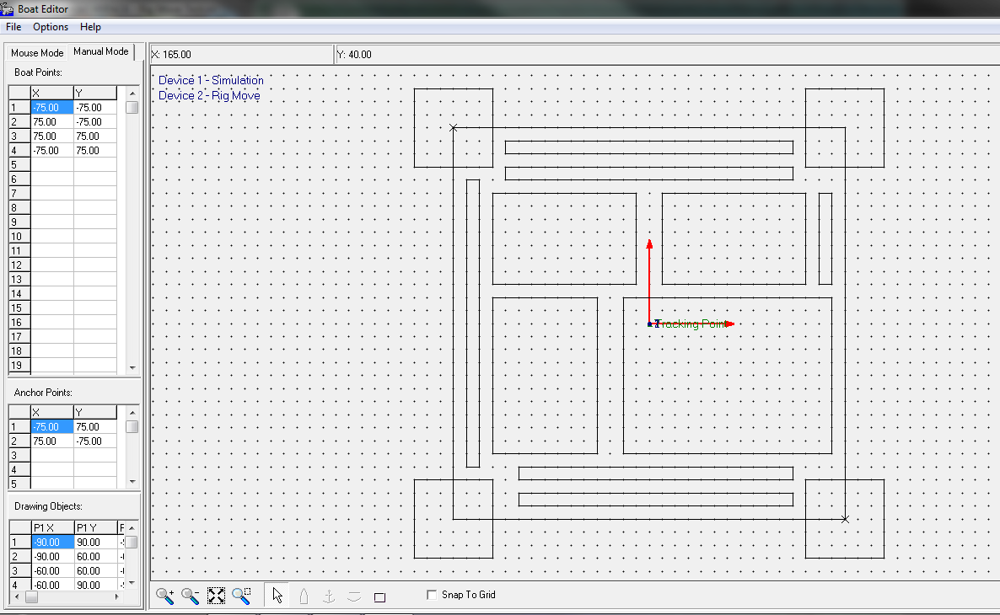 Boat Editor
File Options Help
Mouse Mode Manual Mode
X: 165.00 Y: 40.00
Boat Points:
X Y
1 -75.00 -75.00
2 75.00 -75.00
3 75.00 75.00
4 -75.00 75.00
5
6
7
8
9
10
11
12
13
14
15
16
17
18
19
Anchor Points:
X Y
1 -75.00 75.00
2 75.00 -75.00
3
4
5
Drawing Objects:
P1 X P1 Y
1 -90.00 90.00
2 -90.00 60.00
3 -60.00 60.00
4 -60.00 90.00
Device 1 - Simulation
Device 2 - Rig Move
Tracking Point
Snap To Grid